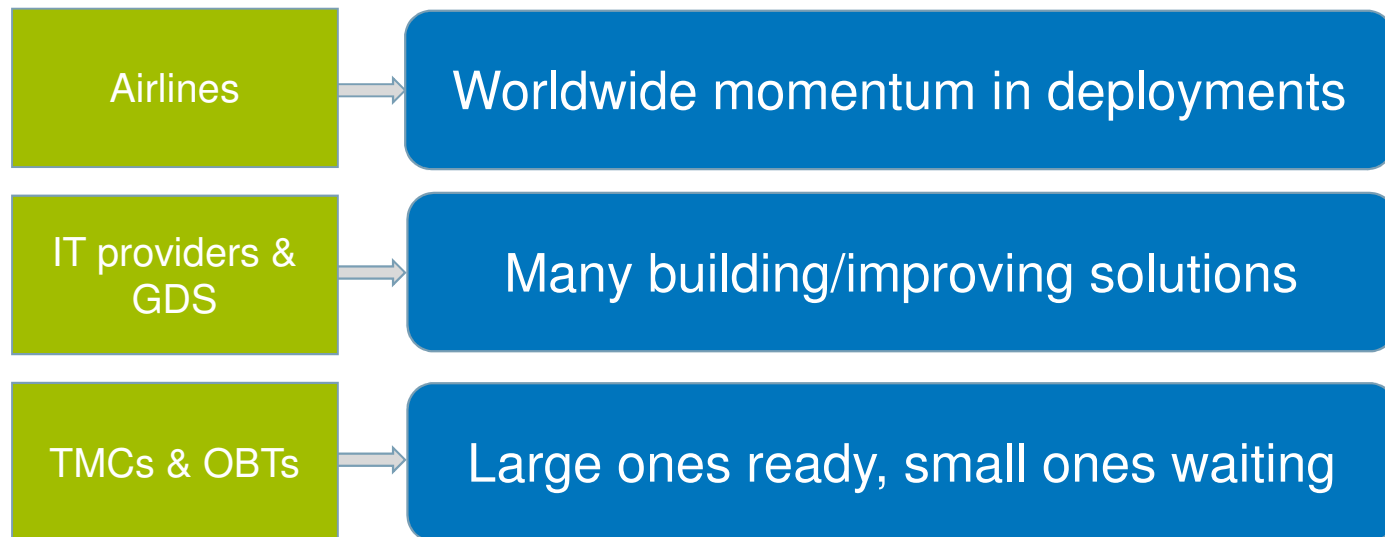 Airlines
Worldwide momentum in deployments
IT providers &
GDS
Many building/improving solutions
TMCs & OBTs
Large ones ready, small ones waiting